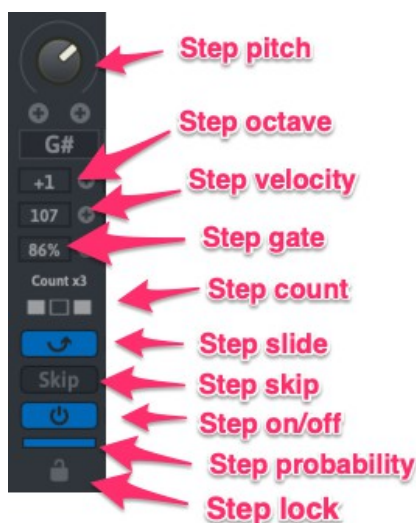 Step pitch
G#
Step octave
+1
Step velocity
107
Step gate
86%
Count x3
Step count
Step slide
Skip
Step skip
Step on/off
Step probability
Step lock